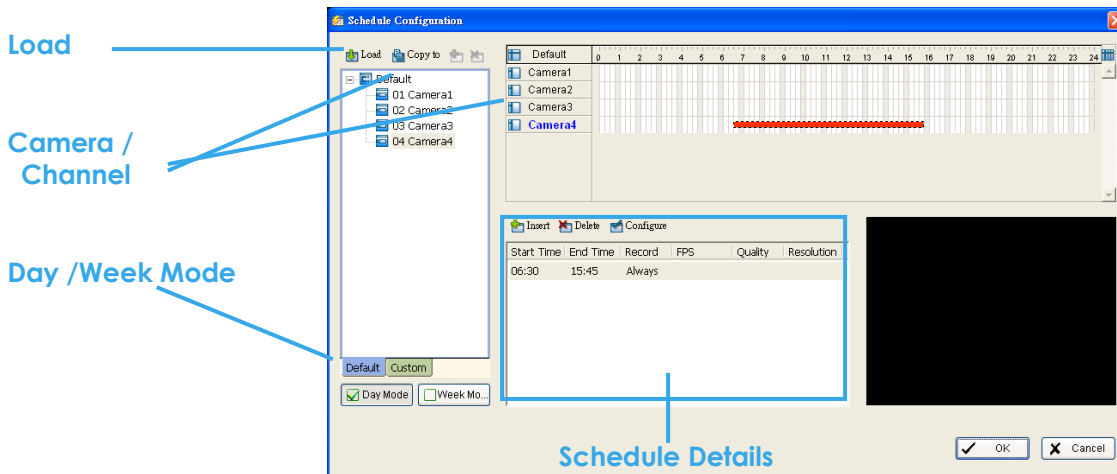 Schedule Configuration
Load
Load Copy to
Default
0 1 2 3 4 5 6 7 8 9 10 11 12 13 14 15 16 17 18 19 20 21 22 23 24
Default
01 Camera1
02 Camera2
03 Camera3
04 Camera4
Camera1
Camera2
Camera3
Camera4
Camera /
Channel
Insert Delete Configure
Start Time End Time Record FPS Quality Resolution
06:30 15:45 Always
Day /Week Mode
Default Custom
Day Mode Week Mo...
Schedule Details
OK Cancel